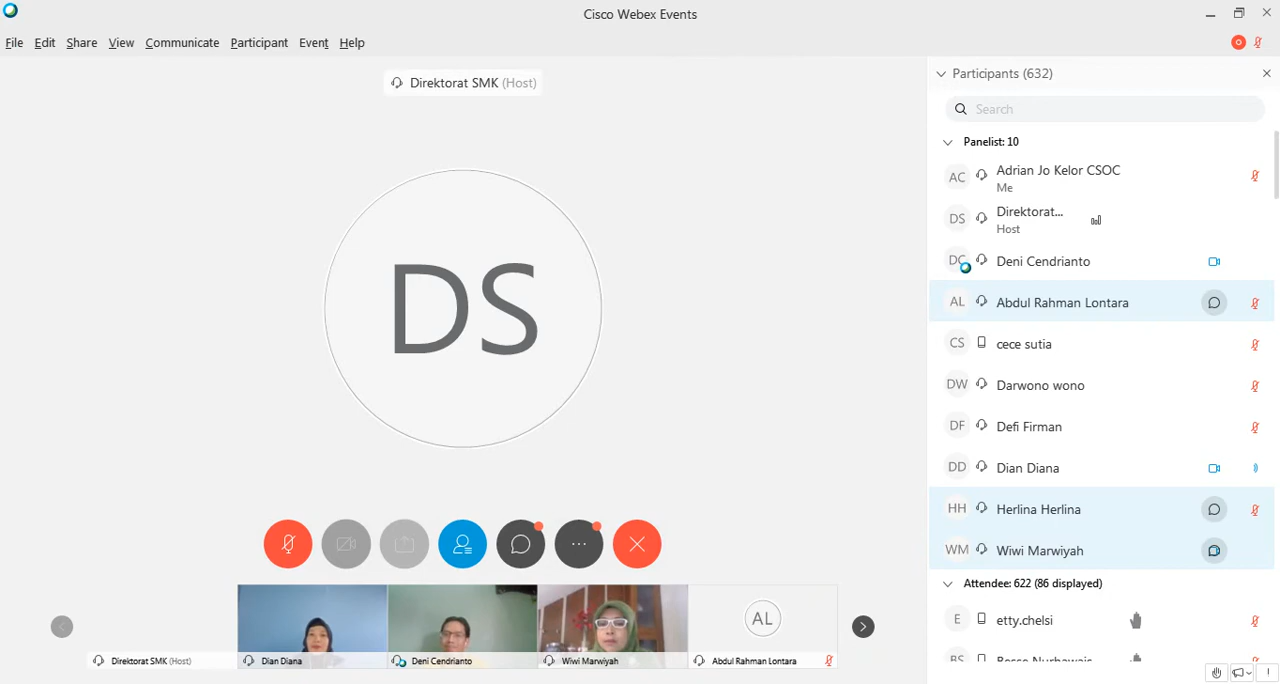 Cisco Webex Events
File Edit Share View Communicate Participant Event Help
Direktorat SMK (Host)
DS
Direktorat SMK (Host)
Dian Diana
Deni Cendrianto
Wiwi Marwiyah
AL
Abdul Rahman Lontara
Participants (632)
Search
Panelist: 10
AC Adrian Jo Kelor CSOC
Me
DS Direktorat...
Host
DC Deni Cendrianto
AL Abdul Rahman Lontara
CS cece sutia
DW Darwono wono
DF Defi Firman
DD Dian Diana
HH Herlina Herlina
WM Wiwi Marwiyah
Attendee: 622 (86 displayed)
E etty.chelsi